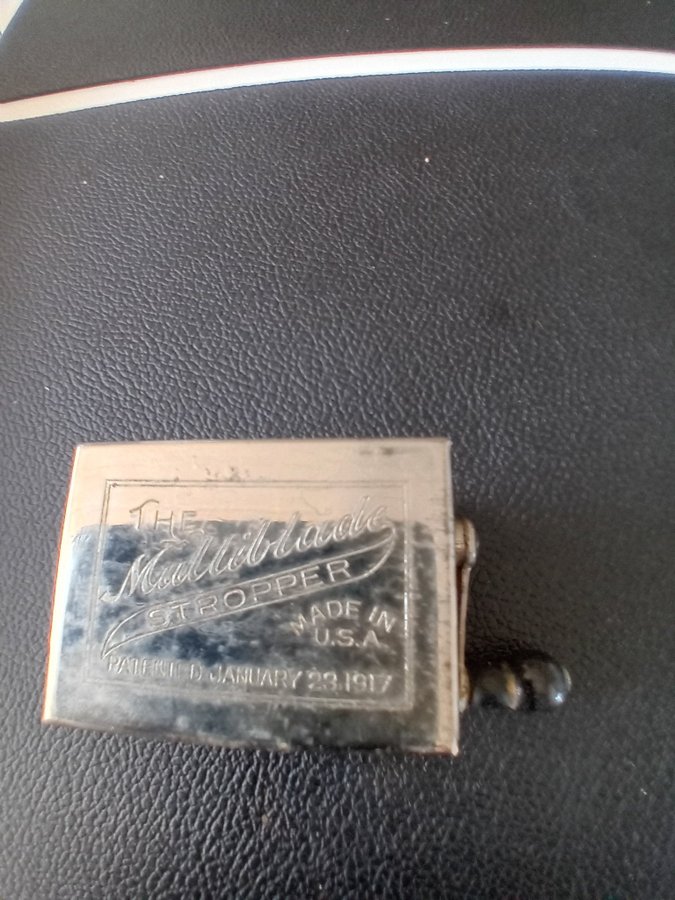 THE
Multiblade
STROPPER
MADE IN
U.S.A.
PATENTED JANUARY 23, 1917